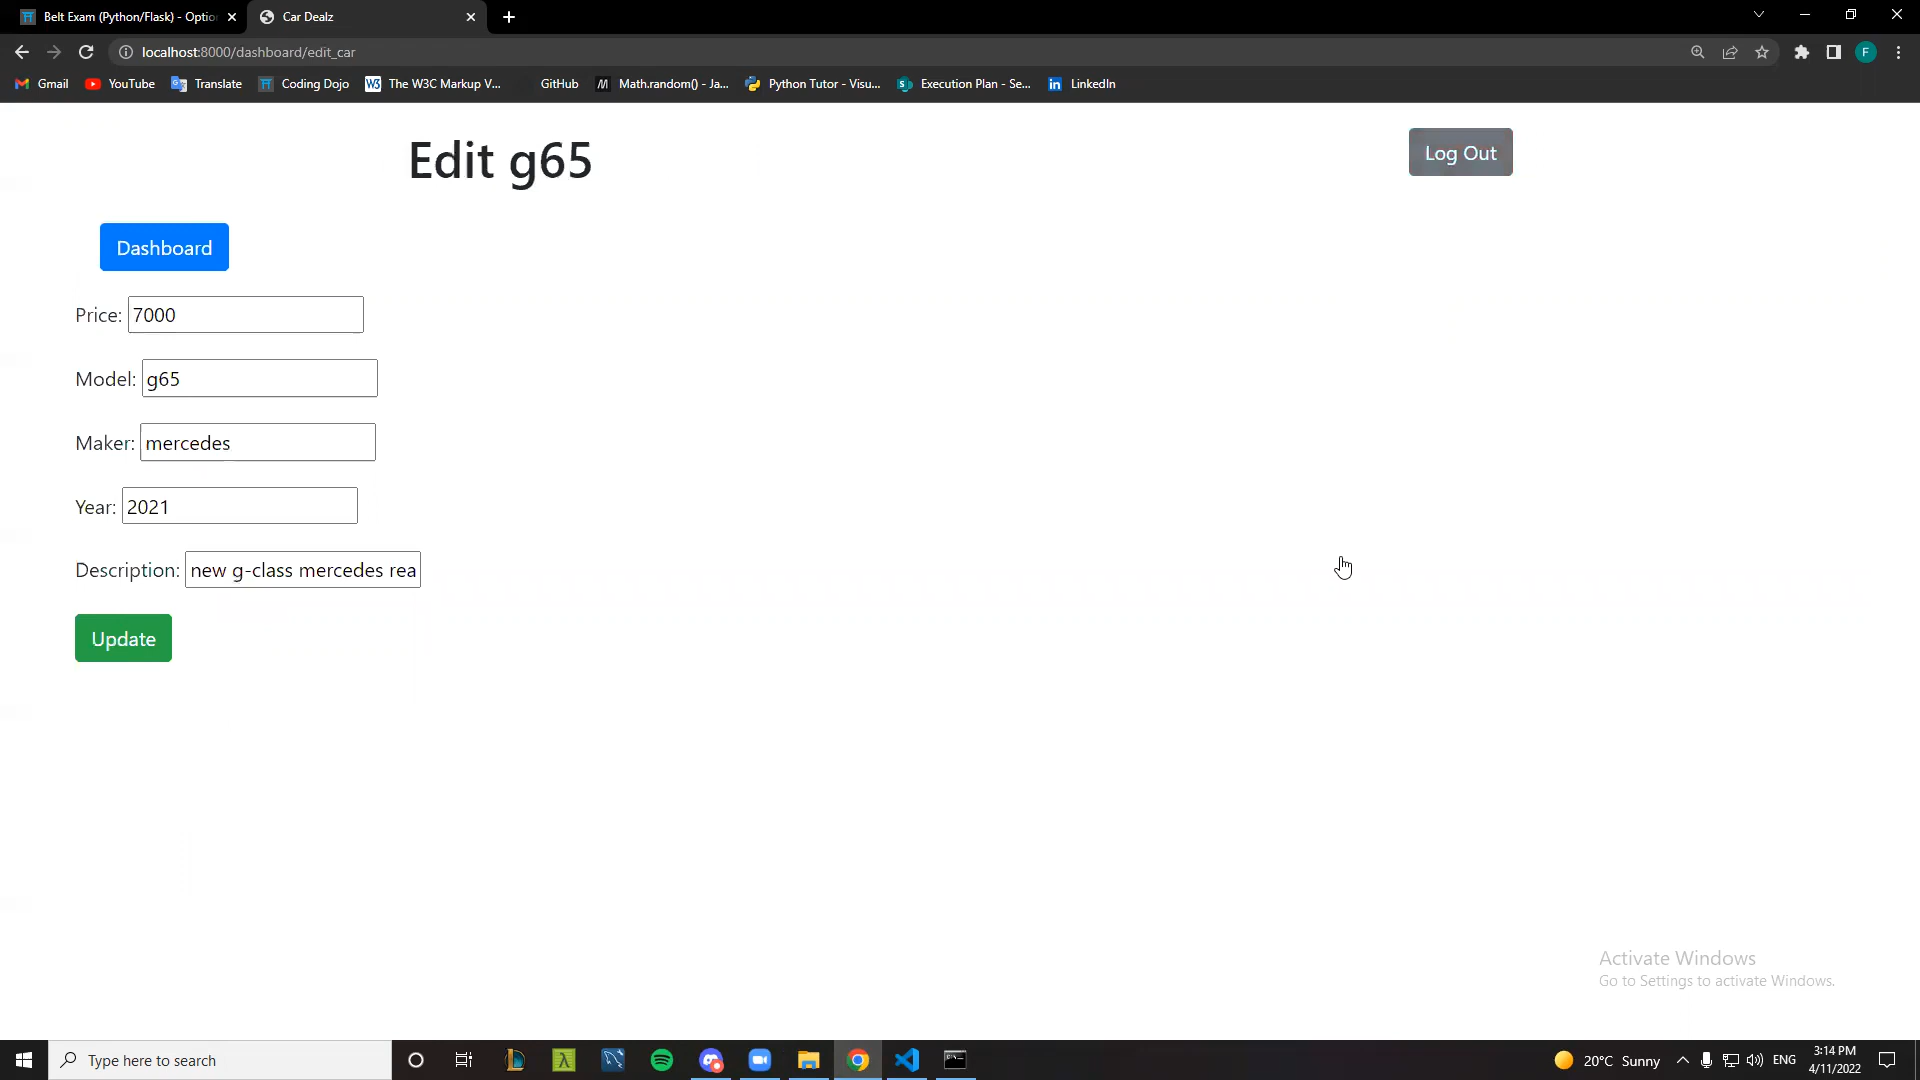 Belt Exam (Python/Flask) - Optio
Car Dealz
localhost:8000/dashboard/edit_car
F
Gmail
YouTube
Translate
Coding Dojo
The W3C Markup V...
GitHub
Math.random() - Ja...
Python Tutor - Visu...
Execution Plan - Se...
LinkedIn
Edit g65
Log Out
Dashboard
Price: 7000
Model: g65
Maker: mercedes
Year: 2021
Description: new g-class mercedes rea
Update
Activate Windows
Go to Settings to activate Windows.
Type here to search
20°C Sunny
ENG
3:14 PM
4/11/2022